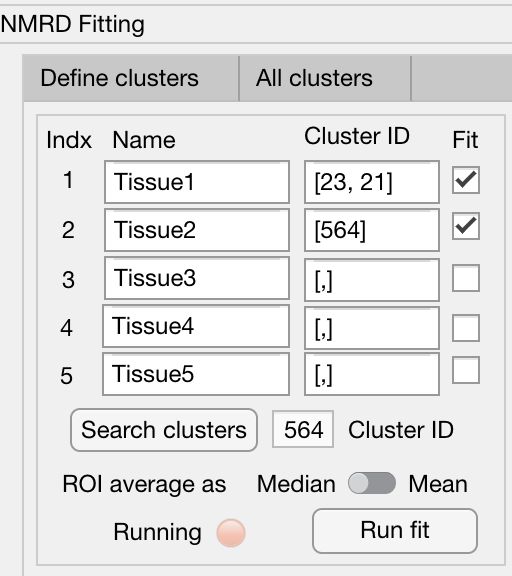 NMRD Fitting
Define clusters All clusters
Indx Name Cluster ID Fit
1 Tissue1 [23, 21]
2 Tissue2 [564]
3 Tissue3 [,]
4 Tissue4 [,]
5 Tissue5 [,]
Search clusters 564 Cluster ID
ROI average as Median Mean
Running Run fit